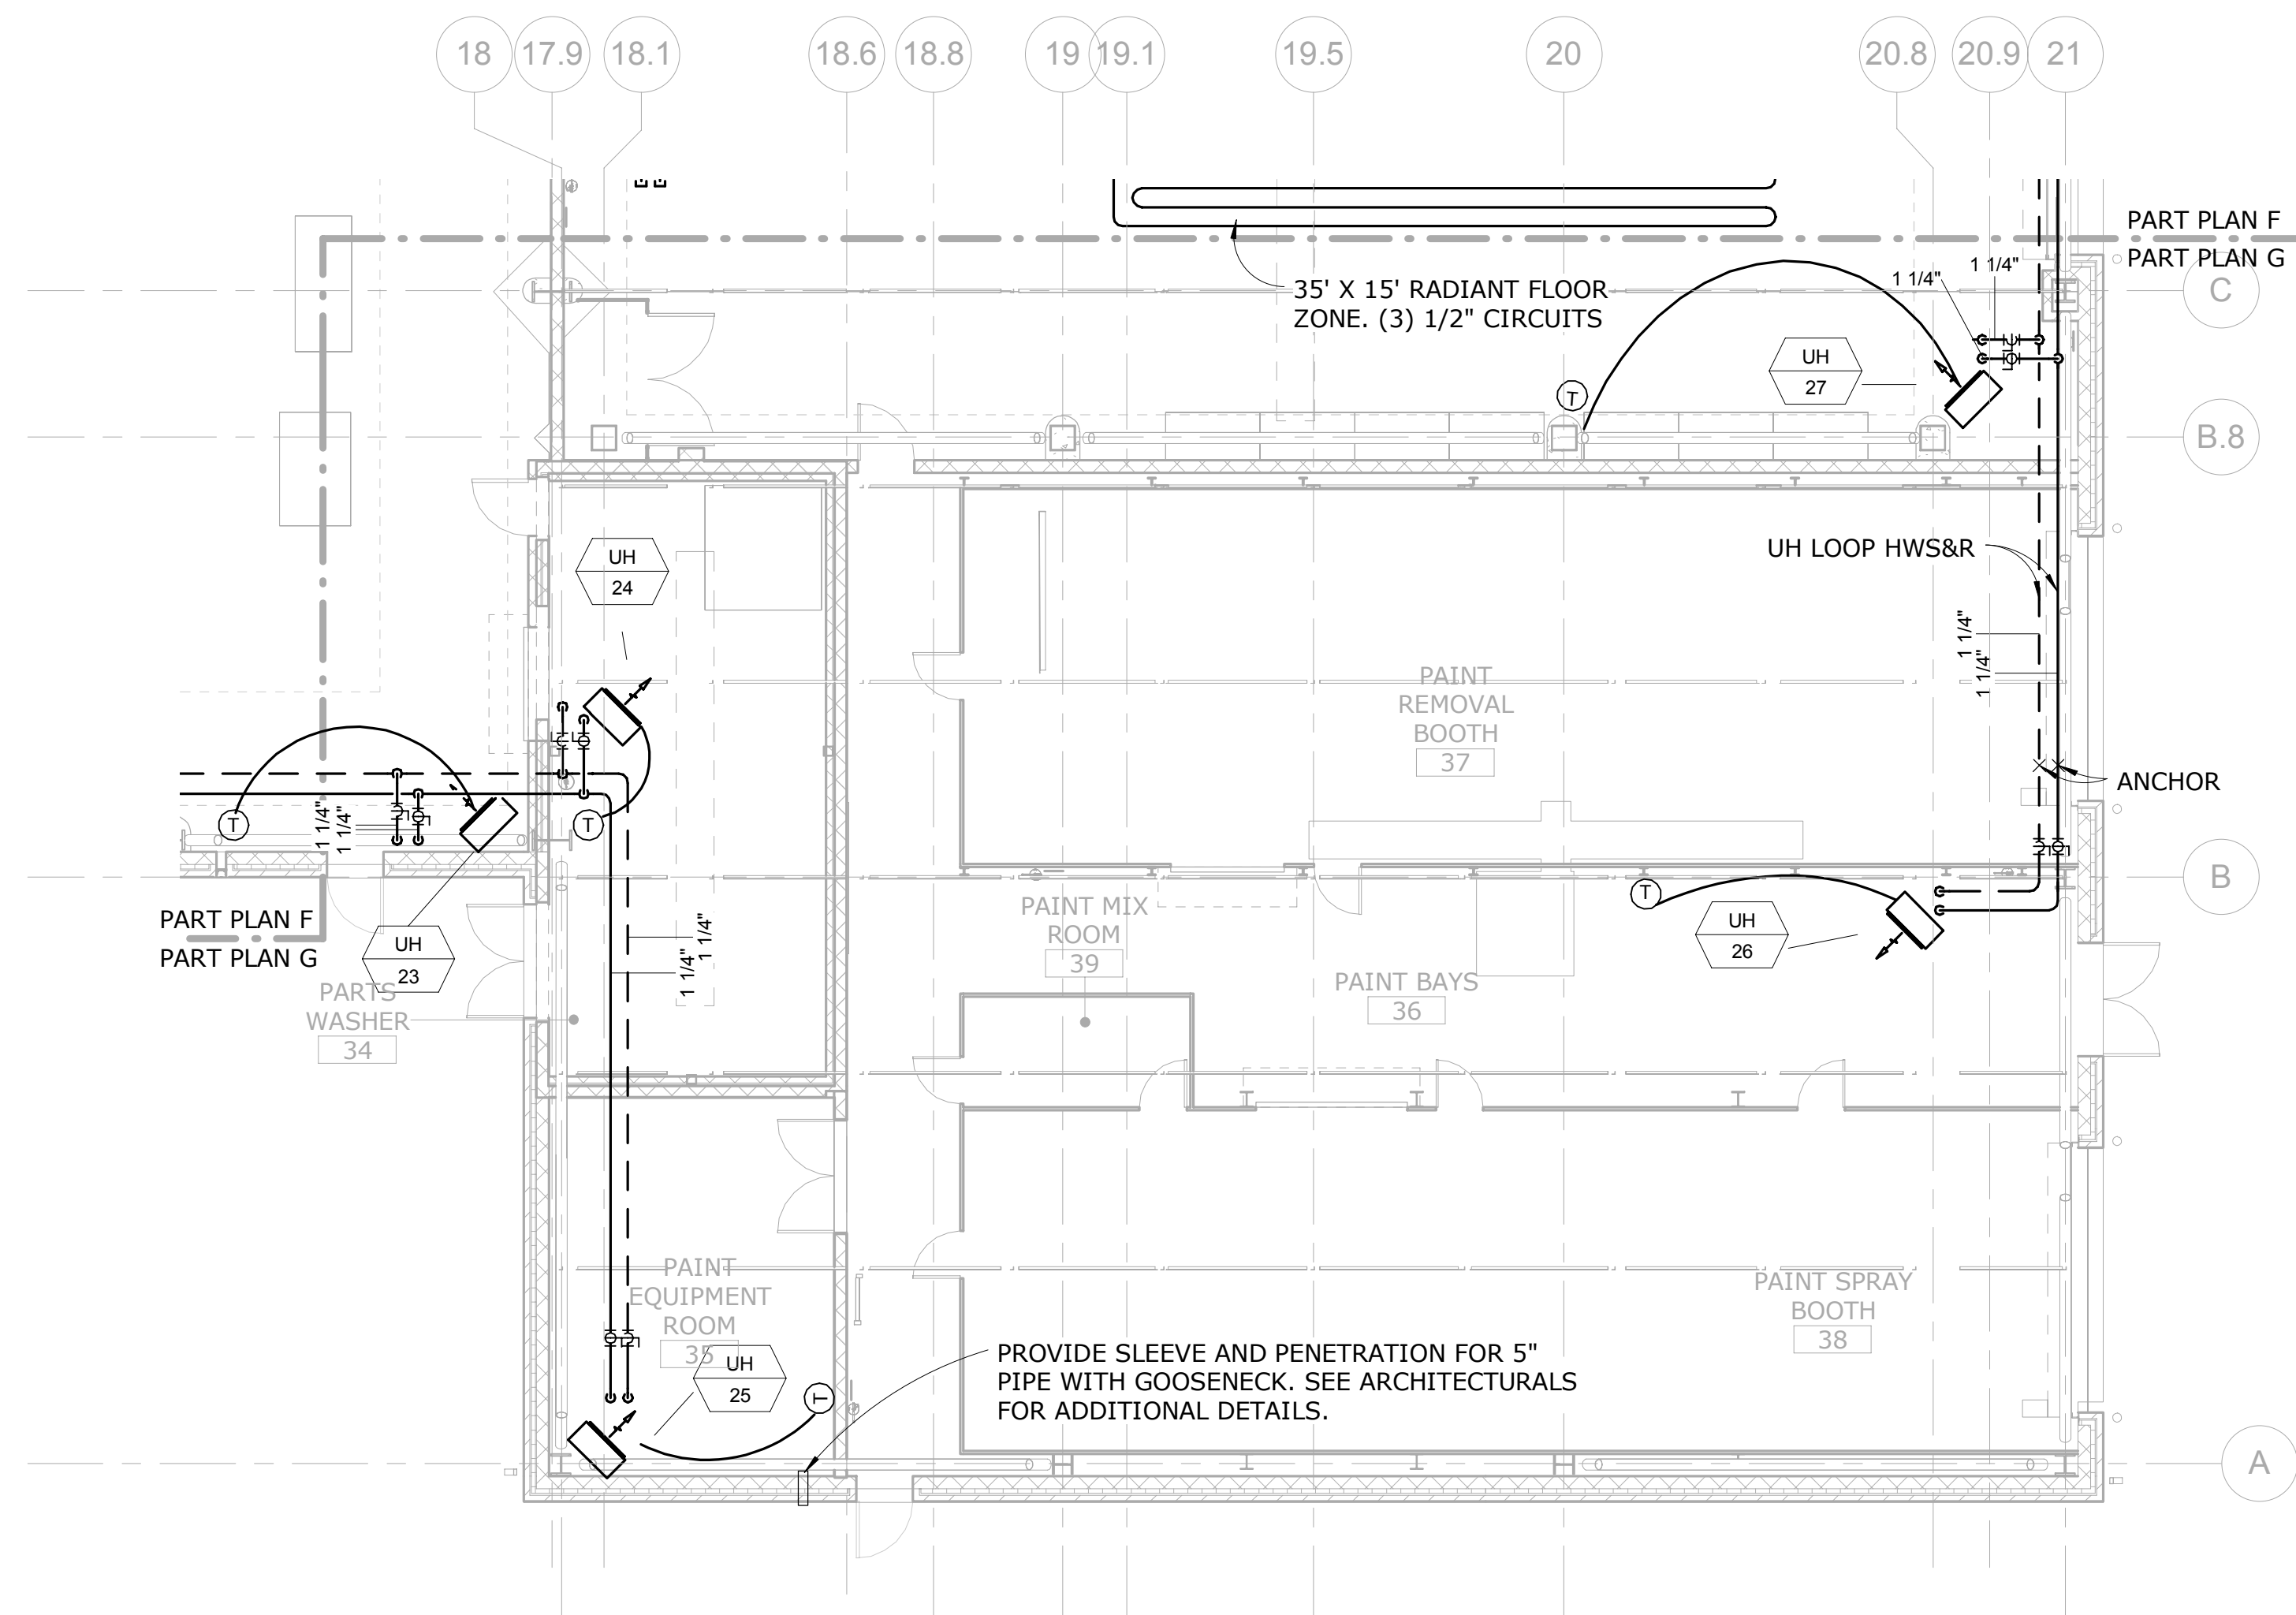 18
17.9
18.1
18.6
18.8
19
19.1
19.5
20
20.8
20.9
21
PART PLAN F
PART PLAN G
C
35' X 15' RADIANT FLOOR
ZONE. (3) 1/2" CIRCUITS
1 1/4"
1 1/4"
UH
27
T
B.8
UH
24
UH LOOP HWS&R
1 1/4"
1 1/4"
PAINT
REMOVAL
BOOTH
37
ANCHOR
T
1 1/4"
1 1/4"
T
B
T
PART PLAN F
PART PLAN G
UH
23
PARTS
WASHER
34
1 1/4"
1 1/4"
PAINT MIX
ROOM
39
PAINT BAYS
36
UH
26
PAINT
EQUIPMENT
ROOM
35
UH
25
T
PAINT SPRAY
BOOTH
38
PROVIDE SLEEVE AND PENETRATION FOR 5"
PIPE WITH GOOSENECK. SEE ARCHITECTURALS
FOR ADDITIONAL DETAILS.
A